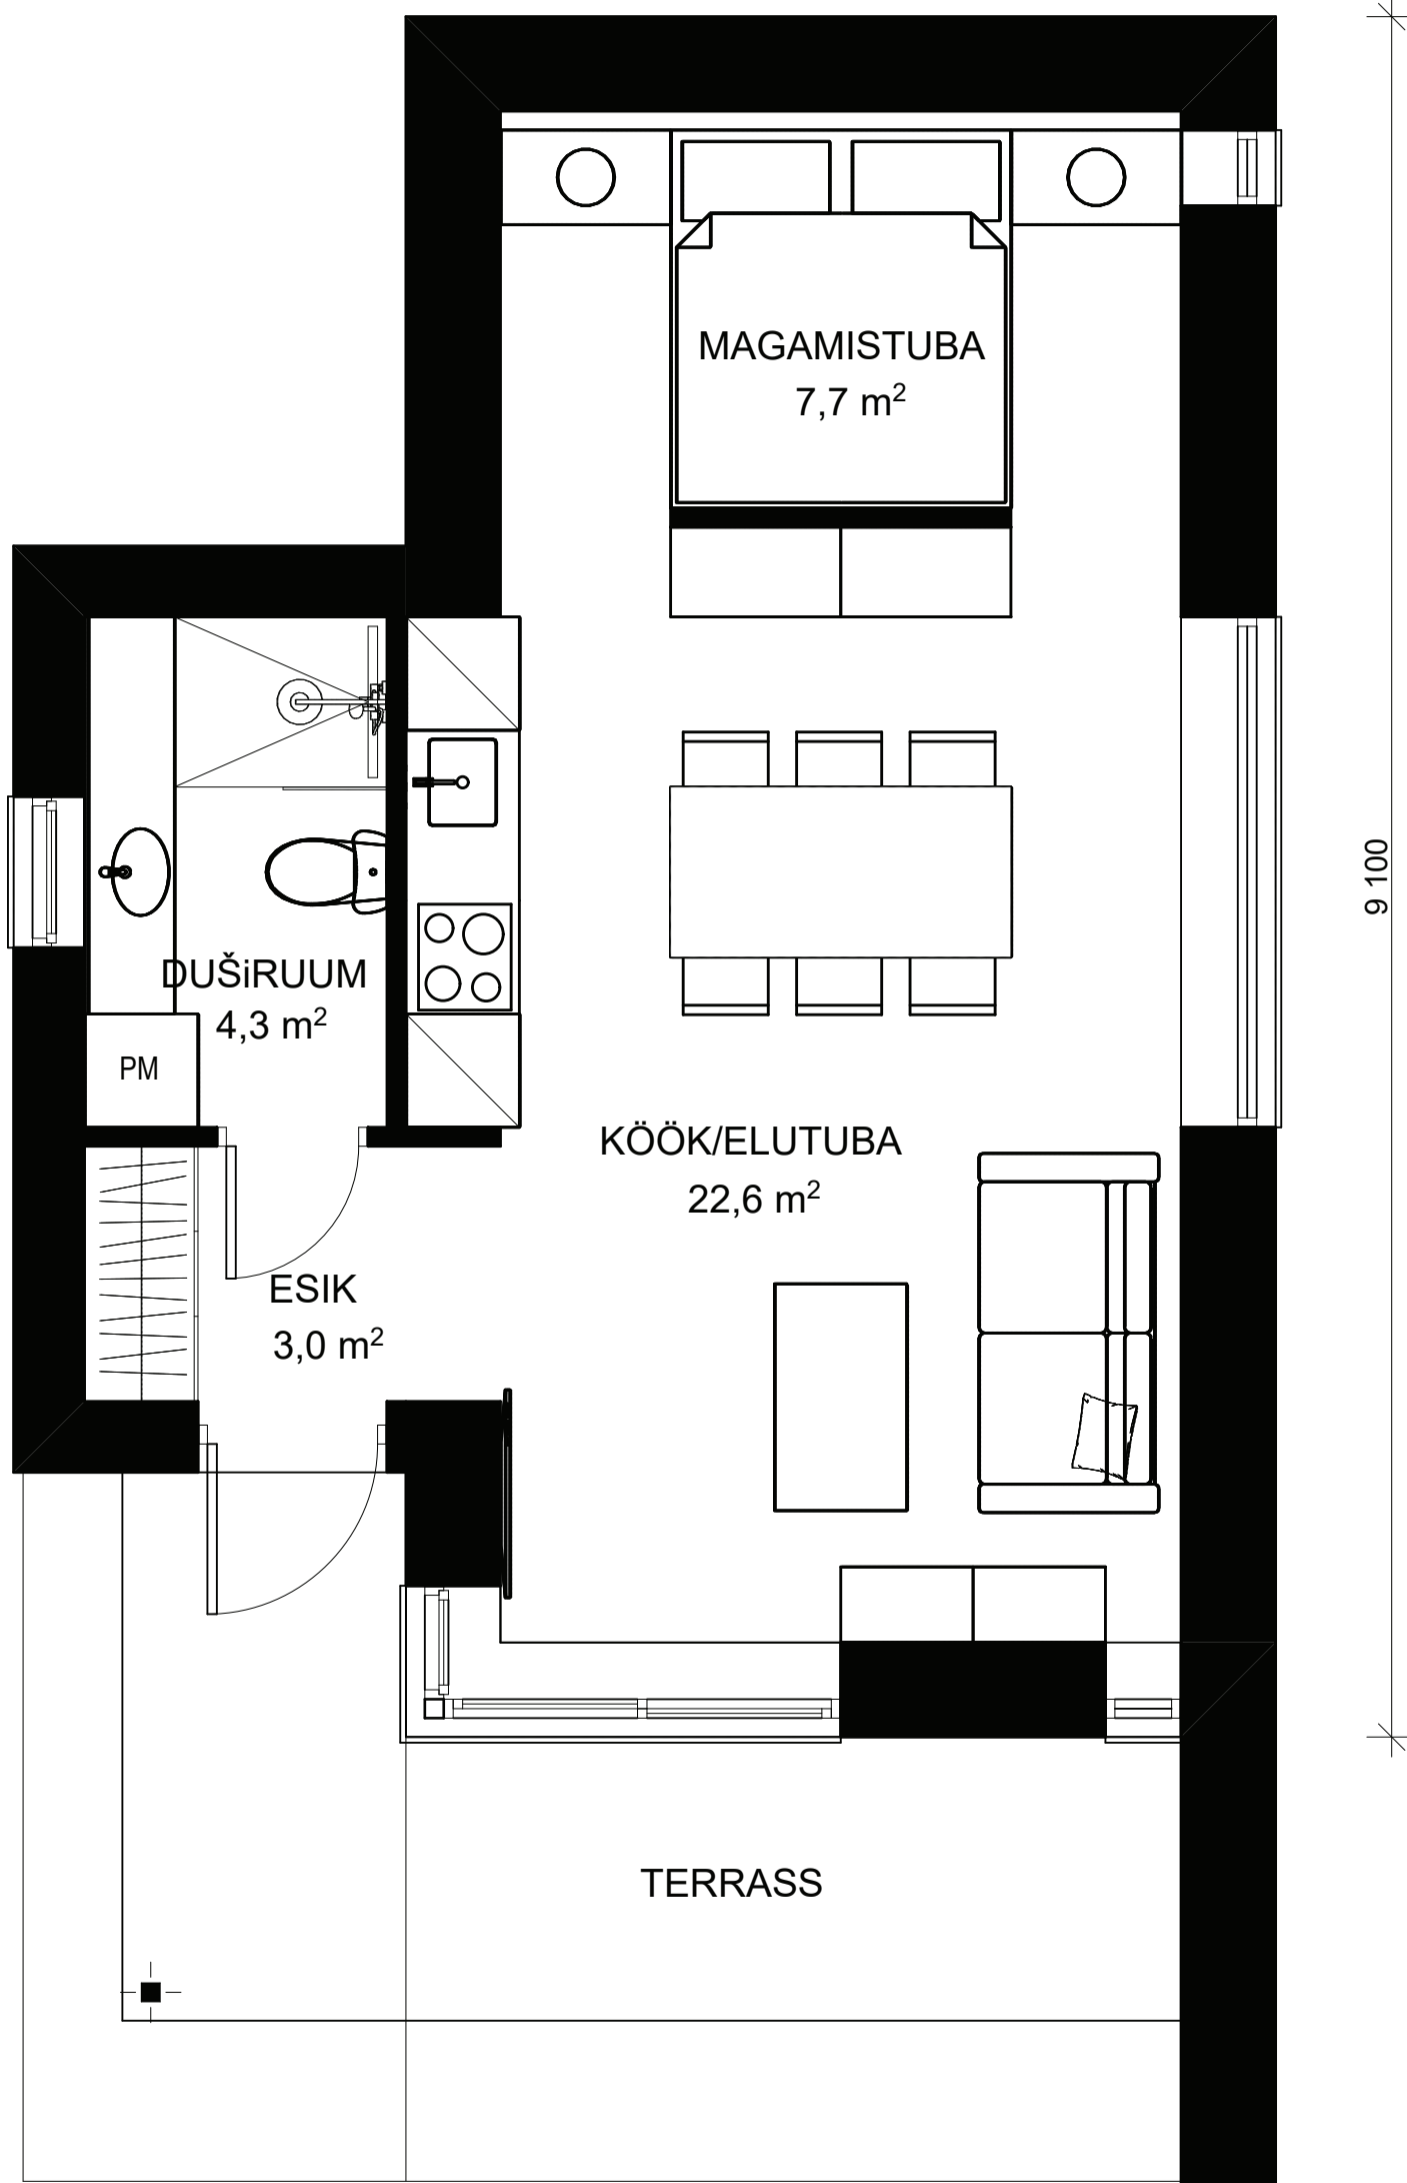 MAGAMISTUBA
7,7 m²
9 100
DUŠiRUUM
4,3 m²
PM
KÖÖK/ELUTUBA
22,6 m²
ESIK
3,0 m²
TERRASS